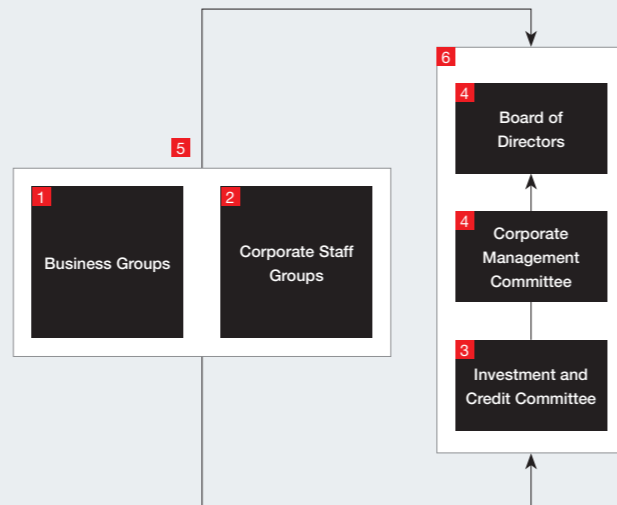 5
1
Business Groups
2
Corporate Staff
Groups
6
4
Board of
Directors
4
Corporate
Management
Committee
3
Investment and
Credit Committee